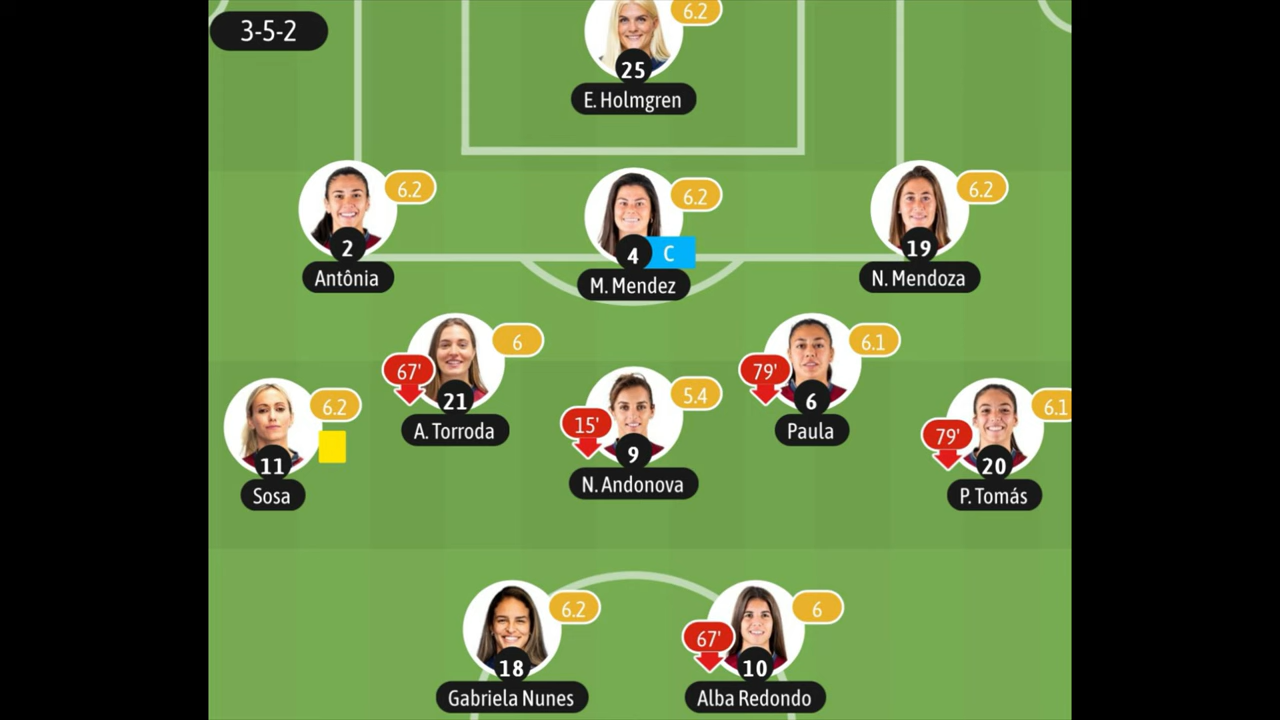 3-5-2
6.2
25
E. Holmgren
6.2
2
Antônia
6.2
4
C
M. Mendez
6.2
19
N. Mendoza
6
67'
21
A. Torroda
6.1
79'
6
Paula
6.2
11
Sosa
5.4
15'
9
N. Andonova
6.1
79'
20
P. Tomás
6.2
18
Gabriela Nunes
6
67'
10
Alba Redondo